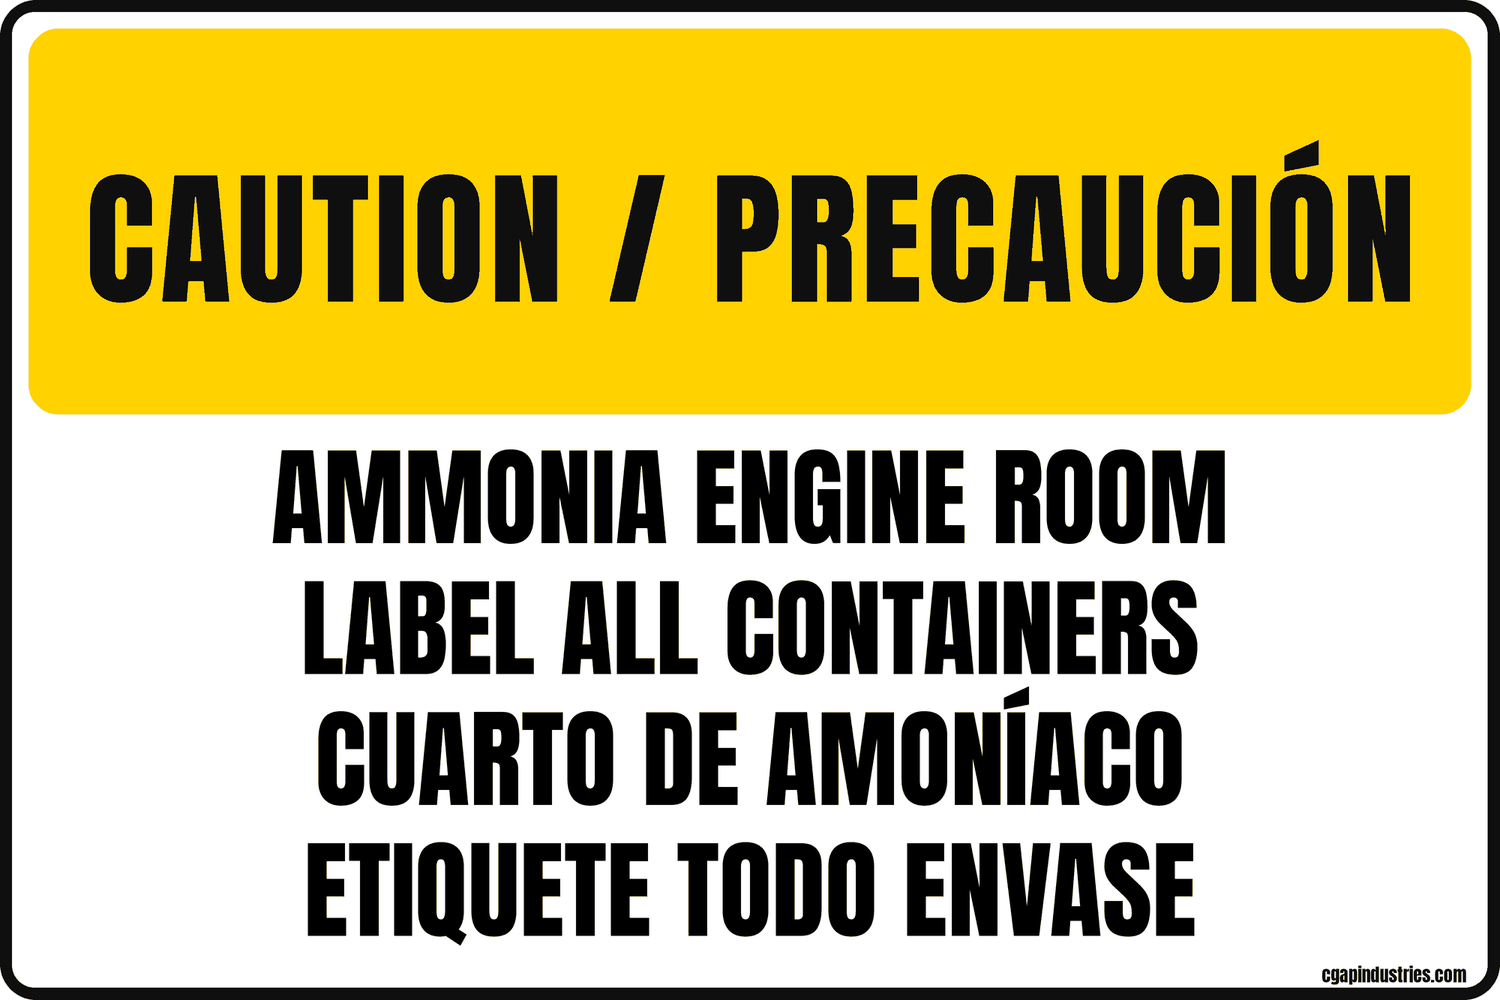 CAUTION / PRECAUCIÓN
AMMONIA ENGINE ROOM
LABEL ALL CONTAINERS
CUARTO DE AMONÍACO
ETIQUETE TODO ENVASE
cgapindustries.com